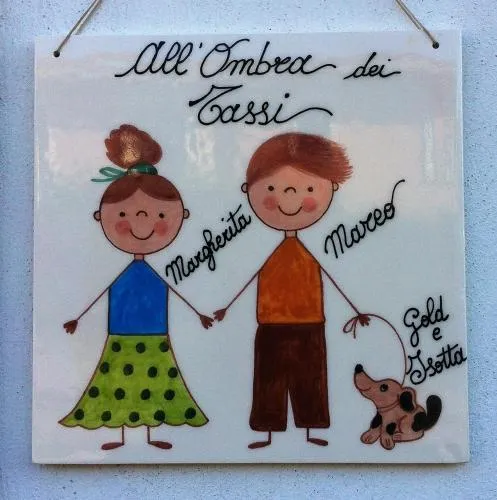 All'Ombra dei
Tassi
Margherita
Marco
Gold
e
Isotta